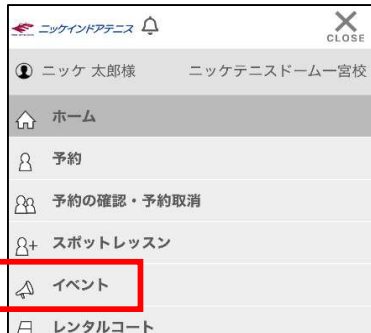 ニッケインドアテニス
CLOSE
ニッケ 太郎様 ニッケテニスドーム一宮校
ホーム
予約
予約の確認・予約取消
スポットレッスン
イベント
レンタルコート